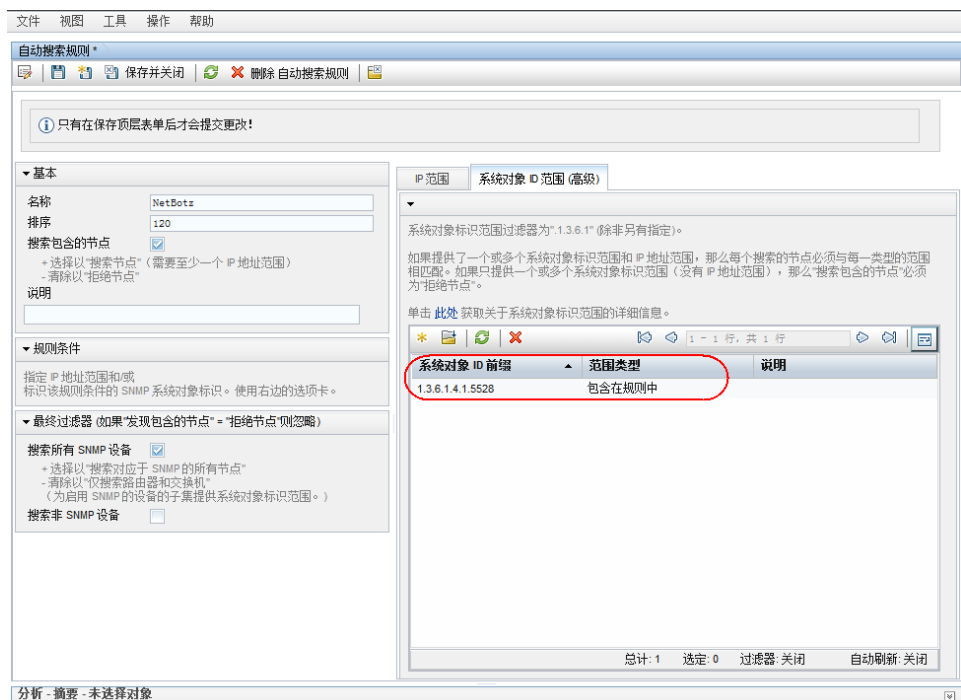 文件 视图 工具 操作 帮助
自动搜索规则 *
保存并关闭 删除 自动搜索规则
只有在保存顶层表单后才会提交更改!
基本
名称 NetBotz
排序 120
搜索包含的节点
+选择以"搜索节点"（需要至少一个 IP 地址范围）
-清除以"拒绝节点"
说明
规则条件
指定 IP 地址范围和/或
标识该规则条件的 SNMP 系统对象标识。使用右边的选项卡。
最终过滤器 (如果"发现包含的节点" = "拒绝节点"则忽略)
搜索所有 SNMP 设备
+选择以"搜索对应于 SNMP 的所有节点"
-清除以"仅搜索路由器和交换机"
（为启用 SNMP 的设备的子集提供系统对象标识范围。）
搜索非 SNMP 设备
IP 范围 系统对象 ID 范围 (高级)
系统对象标识范围过滤器为".1.3.6.1" (除非另有指定)。
如果提供了一个或多个系统对象标识范围和 IP 地址范围，那么每个搜索的节点必须与每一类型的范围
相匹配。如果只提供一个或多个系统对象标识范围（没有 IP 地址范围），那么"搜索包含的节点"必须
为"拒绝节点"。
单击 此处 获取关于系统对象标识范围的详细信息。
1 - 1 行, 共 1 行
系统对象 ID 前缀 范围类型 说明
1.3.6.1.4.1.5528 包含在规则中
总计: 1 选定: 0 过滤器: 关闭 自动刷新: 关闭
分析 - 摘要 - 未选择对象